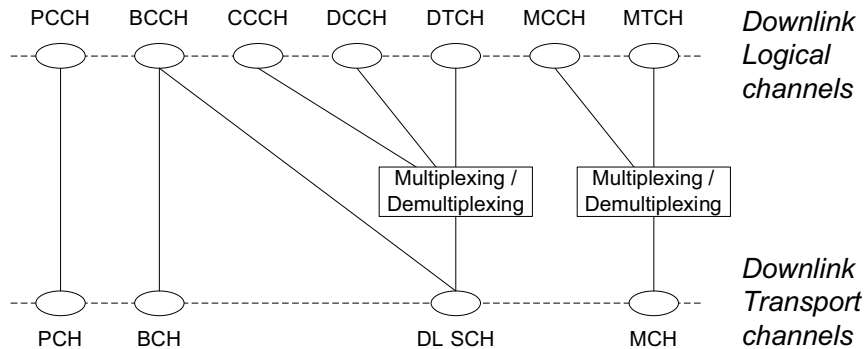 PCCH BCCH CCCH DCCH DTCH MCCH MTCH
Downlink
Logical
channels
Multiplexing /
Demultiplexing
Multiplexing /
Demultiplexing
Downlink
Transport
channels
PCH BCH DL SCH MCH